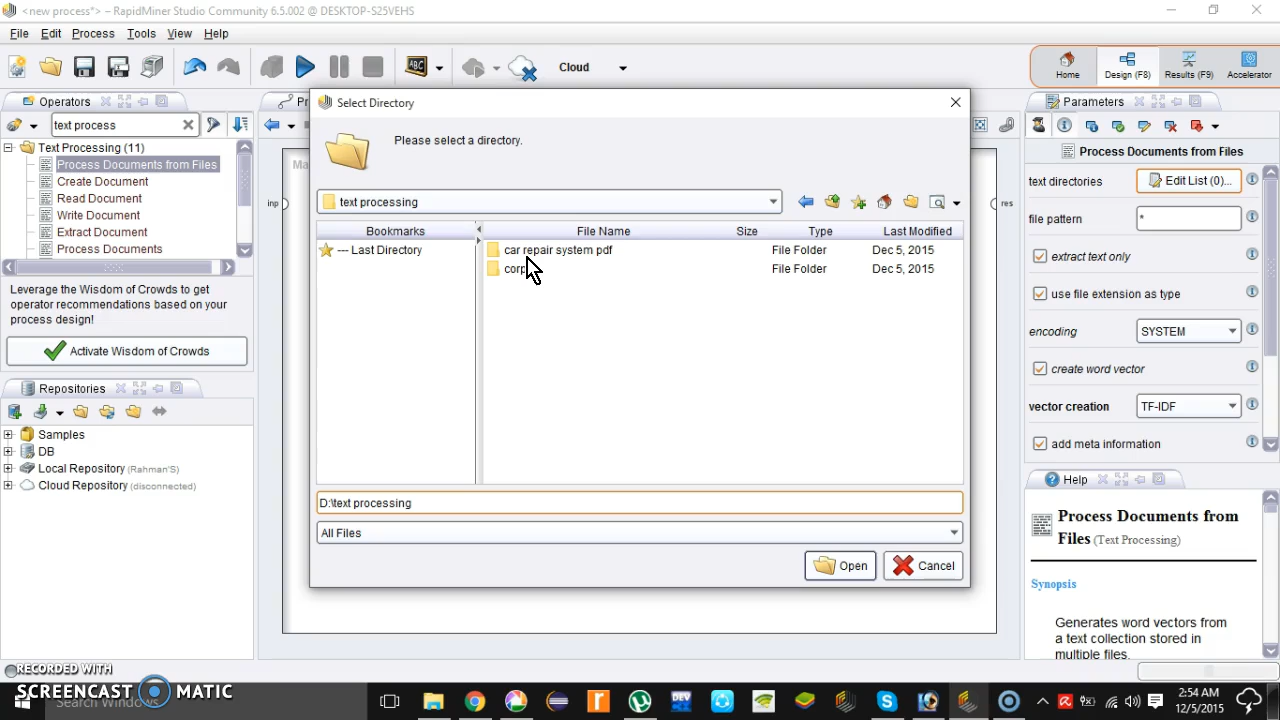 <new process*> – RapidMiner Studio Community 6.5.002 @ DESKTOP-S25VEHS
File Edit Process Tools View Help
Cloud
Home
Design (F8)
Results (F9)
Accelerator
Operators
text process
Text Processing (11)
Process Documents from Files
Create Document
Read Document
Write Document
Extract Document
Process Documents
Leverage the Wisdom of Crowds to get
operator recommendations based on your
process design!
Activate Wisdom of Crowds
Repositories
Samples
DB
Local Repository (Rahman'S)
Cloud Repository (disconnected)
inp
res
Select Directory
Please select a directory.
text processing
Bookmarks
--- Last Directory
File Name Size Type Last Modified
car repair system pdf File Folder Dec 5, 2015
File Folder Dec 5, 2015
D:\text processing
All Files
Open
Cancel
Parameters
Process Documents from Files
text directories Edit List (0)...
file pattern *
extract text only
use file extension as type
encoding SYSTEM
create word vector
vector creation TF-IDF
add meta information
Help
Process Documents from
Files (Text Processing)
Synopsis
Generates word vectors from
a text collection stored in
multiple files.
RECORDED WITH
SCREENCAST MATIC
Search Windows
DEV
2:54 AM
12/5/2015